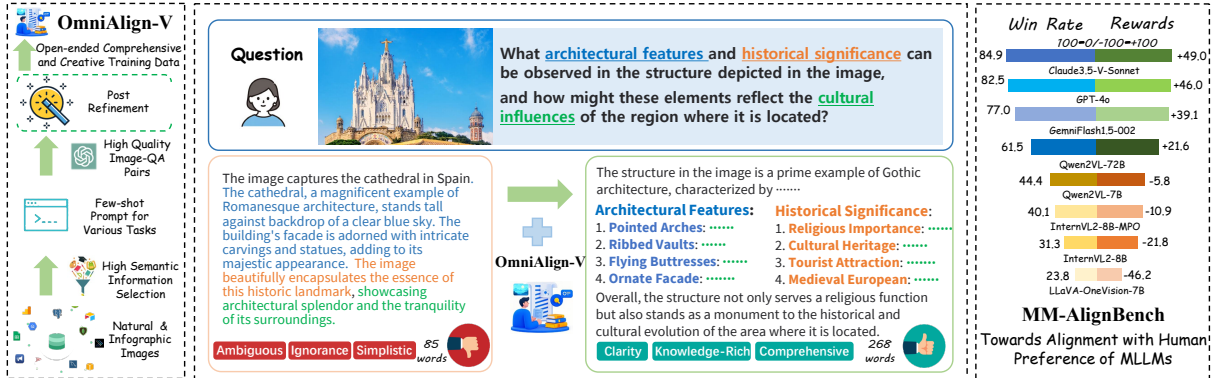 OmniAlign-V
Open-ended Comprehensive
and Creative Training Data
Post
Refinement
High Quality
Image-QA
Pairs
Few-shot
Prompt for
Various Tasks
High Semantic
Information
Selection
Natural &
Infographic
Images
Question
What architectural features and historical significance can
be observed in the structure depicted in the image,
and how might these elements reflect the cultural
influences of the region where it is located?
The image captures the cathedral in Spain.
The cathedral, a magnificent example of
Romanesque architecture, stands tall
against backdrop of a clear blue sky. The
building's facade is adorned with intricate
carvings and statues, adding to its
majestic appearance. The image
beautifully encapsulates the essence of
this historic landmark, showcasing
architectural splendor and the tranquility
of its surroundings.
Ambiguous Ignorance Simplistic 85 words
OmniAlign-V
The structure in the image is a prime example of Gothic
architecture, characterized by ·······
Architectural Features:
1. Pointed Arches: ······
2. Ribbed Vaults: ······
3. Flying Buttresses: ······
4. Ornate Facade: ·······
Historical Significance:
1. Religious Importance: ······
2. Cultural Heritage: ······
3. Tourist Attraction: ······
4. Medieval European: ······
Overall, the structure not only serves a religious function
but also stands as a monument to the historical and
cultural evolution of the area where it is located.
Clarity Knowledge-Rich Comprehensive 268 words
Win Rate Rewards
100➡0/-100➡+100
84.9 +49.0
Claude3.5-V-Sonnet
82.5 +46.0
GPT-4o
77.0 +39.1
GemniFlash1.5-002
61.5 +21.6
Qwen2VL-72B
44.4 -5.8
Qwen2VL-7B
40.1 -10.9
InternVL2-8B-MPO
31.3 -21.8
InternVL2-8B
23.8 -46.2
LLaVA-OneVision-7B
MM-AlignBench
Towards Alignment with Human
Preference of MLLMs